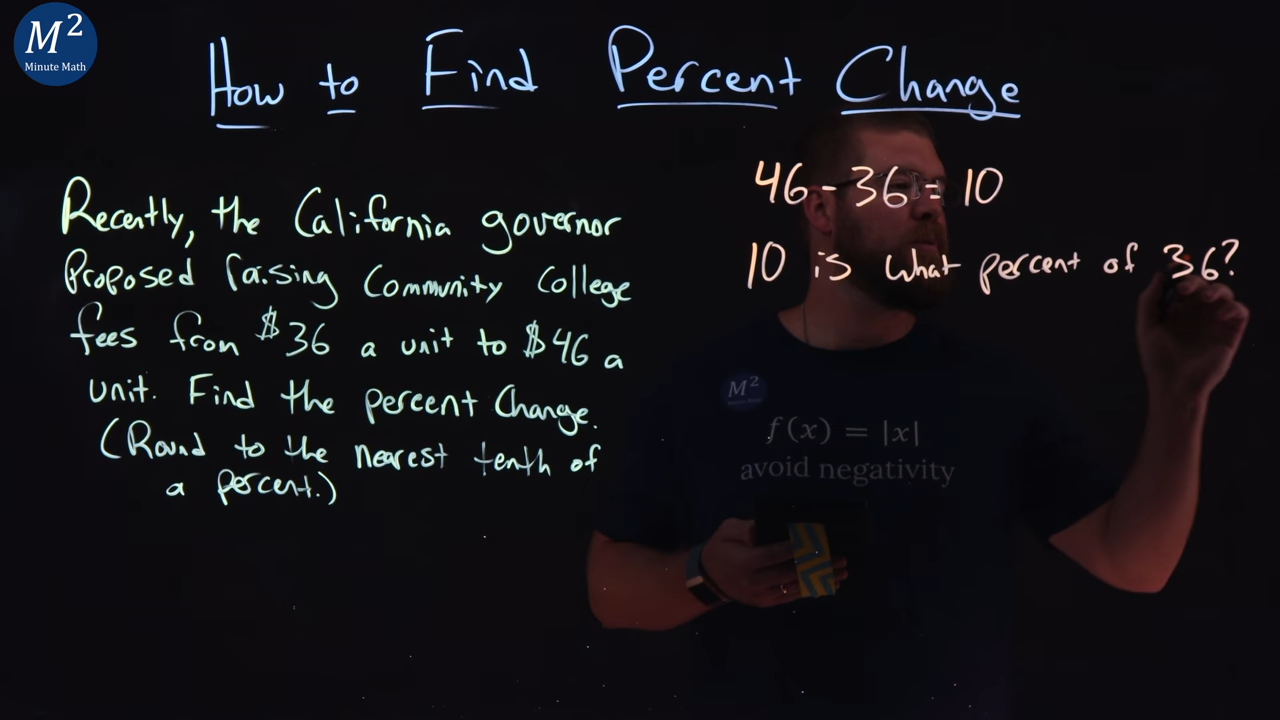 M²
Minute Math
How to Find Percent Change
Recently, the California governor
Proposed raising Community College
fees from $36 a unit to $46 a
unit. Find the percent Change.
(Round to the nearest tenth of
a percent.)
46 - 36 = 10
10 is what percent of 36?
M²
Minute Math
f(x) = |x|
avoid negativity